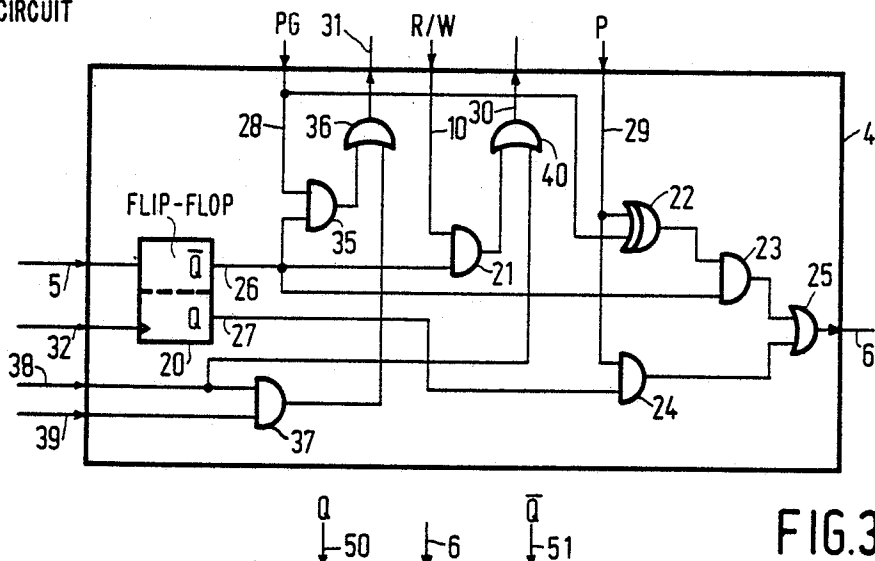 CIRCUIT
PG 31 R/W P
28 36 10 30 40 29 4
FLIP-FLOP 35 22
Q̅ 26 21 23 25
5
Q 27
32 20 6
38 24
39 37
Q Q̅
50 6 51
FIG.3